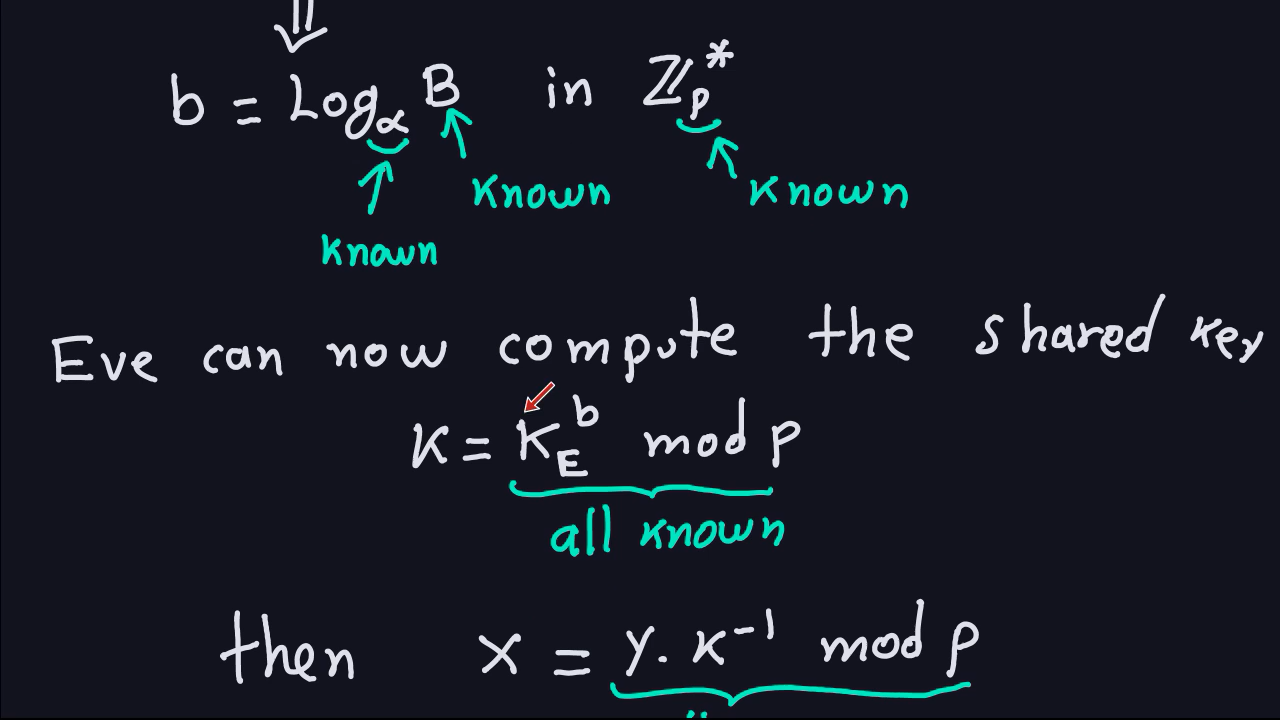 ⇓
b = Log_α B in ℤ_p^*
known known
known
Eve can now compute the shared key
K = K_E^b mod p
all known
then x = y · K^-1 mod p